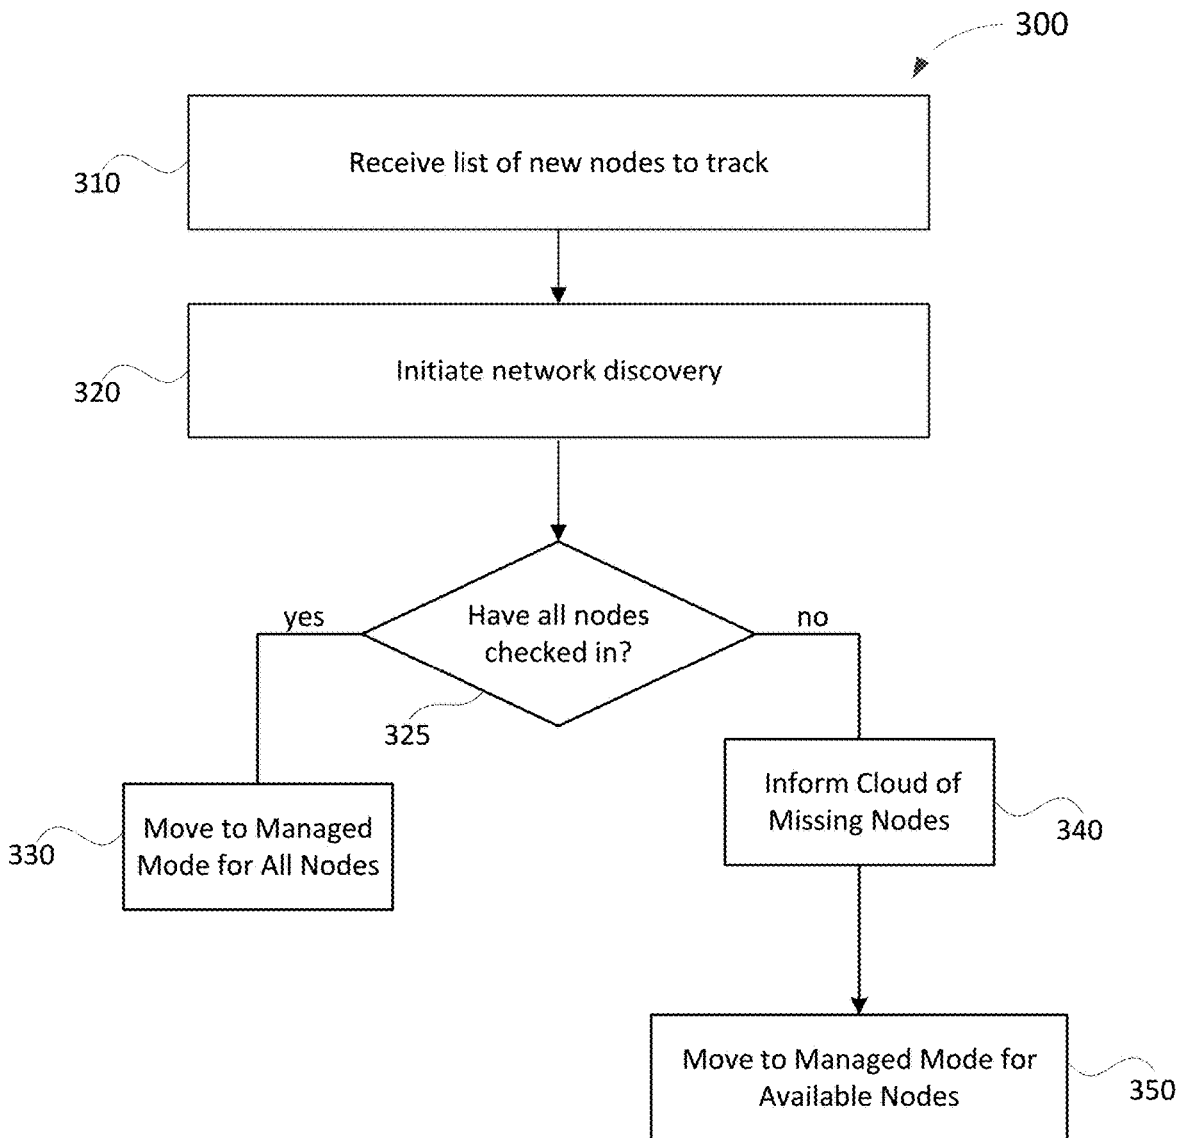 300
Receive list of new nodes to track
310
Initiate network discovery
320
yes
Have all nodes
checked in?
no
325
Inform Cloud of
Missing Nodes
340
Move to Managed
Mode for All Nodes
330
Move to Managed Mode for
Available Nodes
350